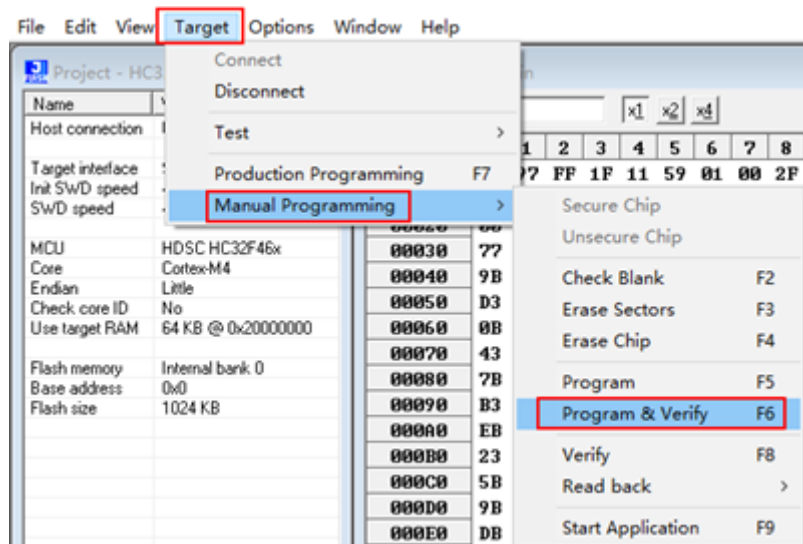 File Edit View Target Options Window Help
Project - HC3
Connect
Disconnect
Test >
Production Programming F7
Manual Programming >
x1 x2 x4
Name
Host connection
Target interface
Init SWD speed
SWD speed
MCU HDSC HC32F46x
Core Cortex-M4
Endian Little
Check core ID No
Use target RAM 64 KB @ 0x20000000
Flash memory Internal bank 0
Base address 0x0
Flash size 1024 KB
1 2 3 4 5 6 7 8
FF 1F 11 59 01 00 2F
00030 77
00040 9B
00050 D3
00060 0B
00070 43
00080 7B
00090 B3
000A0 EB
000B0 23
000C0 5B
000D0 9B
000E0 DB
Secure Chip
Unsecure Chip
Check Blank F2
Erase Sectors F3
Erase Chip F4
Program F5
Program & Verify F6
Verify F8
Read back >
Start Application F9